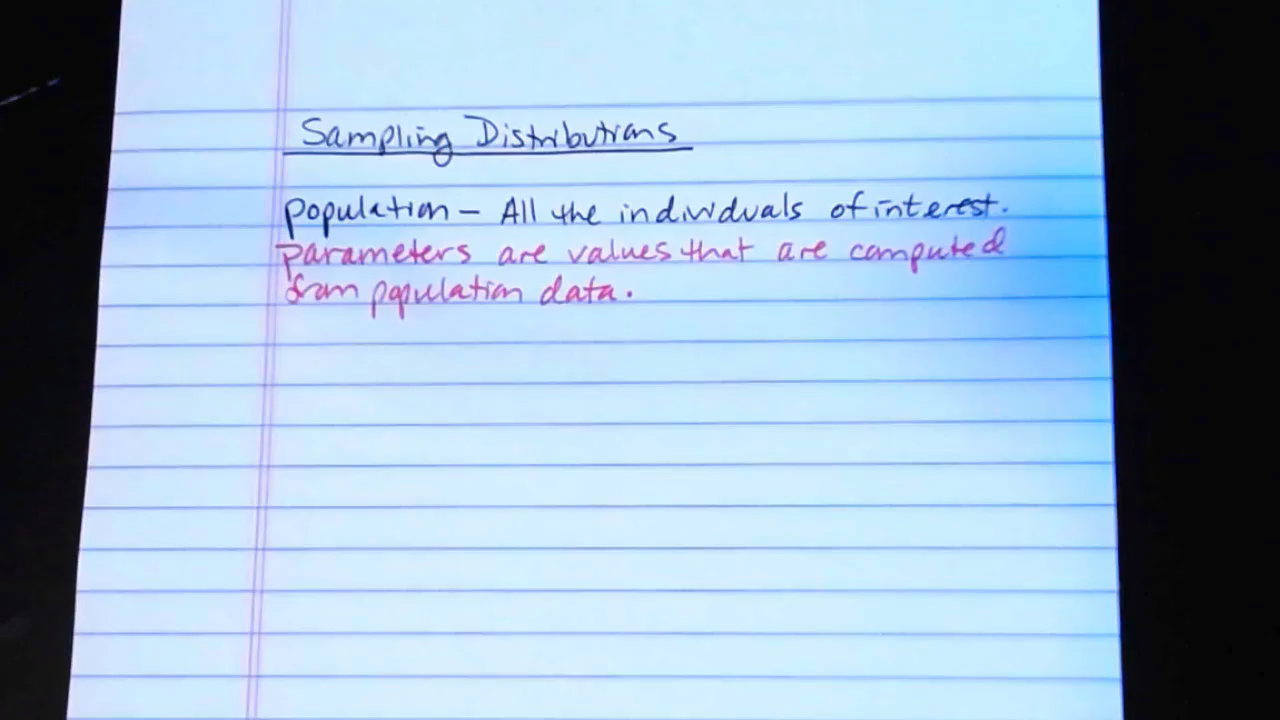 Sampling Distributions
population - All the individuals of interest.
Parameters are values that are computed
from population data.